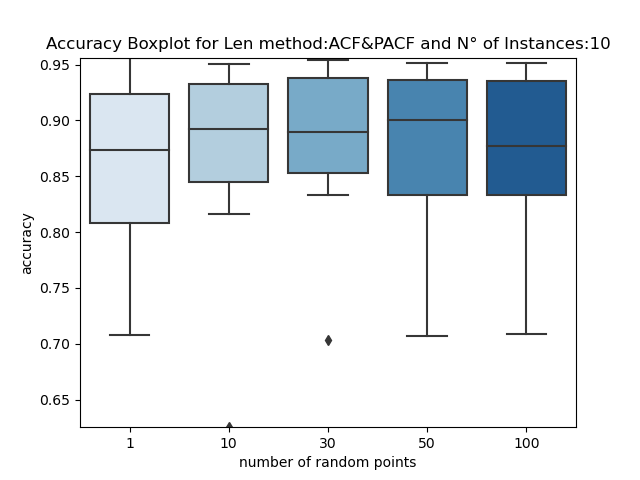 Accuracy Boxplot for Len method:ACF&PACF and N° of Instances:10
0.95
0.90
0.85
0.80
0.75
0.70
0.65
accuracy
1 10 30 50 100
number of random points